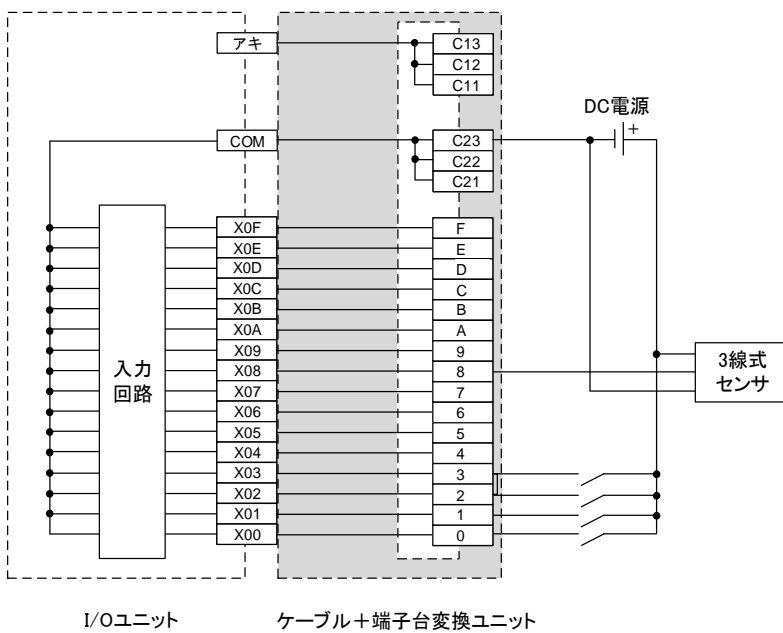 アキ
C13
C12
C11
DC電源
+
COM
C23
C22
C21
X0F
F
X0E
E
X0D
D
X0C
C
X0B
B
X0A
A
X09
9
X08
8
X07
7
X06
6
X05
5
X04
4
X03
3
X02
2
X01
1
X00
0
入力
回路
3線式
センサ
I/Oユニット
ケーブル＋端子台変換ユニット